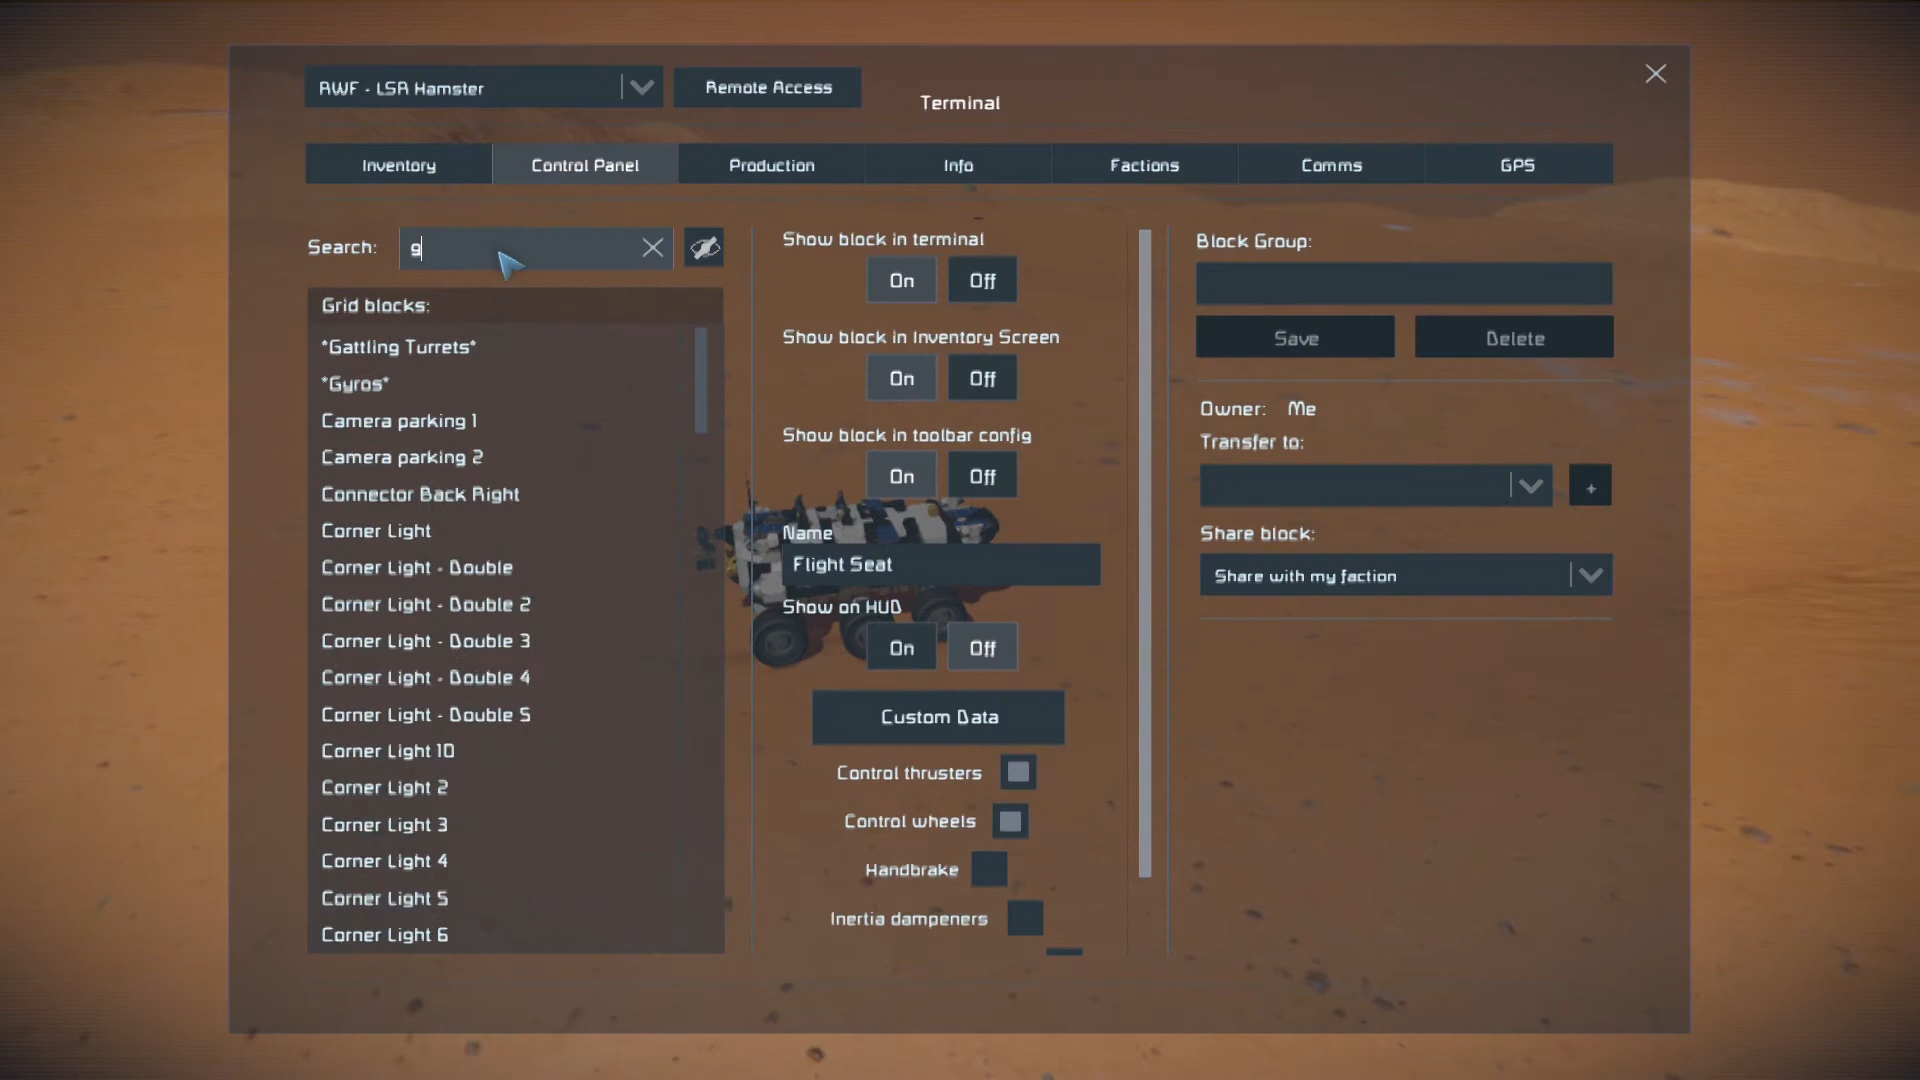 RWF - LSR Hamster
Remote Access
Terminal
Inventory
Control Panel
Production
Info
Factions
Comms
GPS
Search:
g
Grid blocks:
*Gattling Turrets*
*Gyros*
Camera parking 1
Camera parking 2
Connector Back Right
Corner Light
Corner Light - Double
Corner Light - Double 2
Corner Light - Double 3
Corner Light - Double 4
Corner Light - Double 5
Corner Light 10
Corner Light 2
Corner Light 3
Corner Light 4
Corner Light 5
Corner Light 6
Show block in terminal
On Off
Show block in Inventory Screen
On Off
Show block in toolbar config
On Off
Name
Flight Seat
Show on HUD
On Off
Custom Data
Control thrusters
Control wheels
Handbrake
Inertia dampeners
Block Group:
Save
Delete
Owner: Me
Transfer to:
+
Share block:
Share with my faction